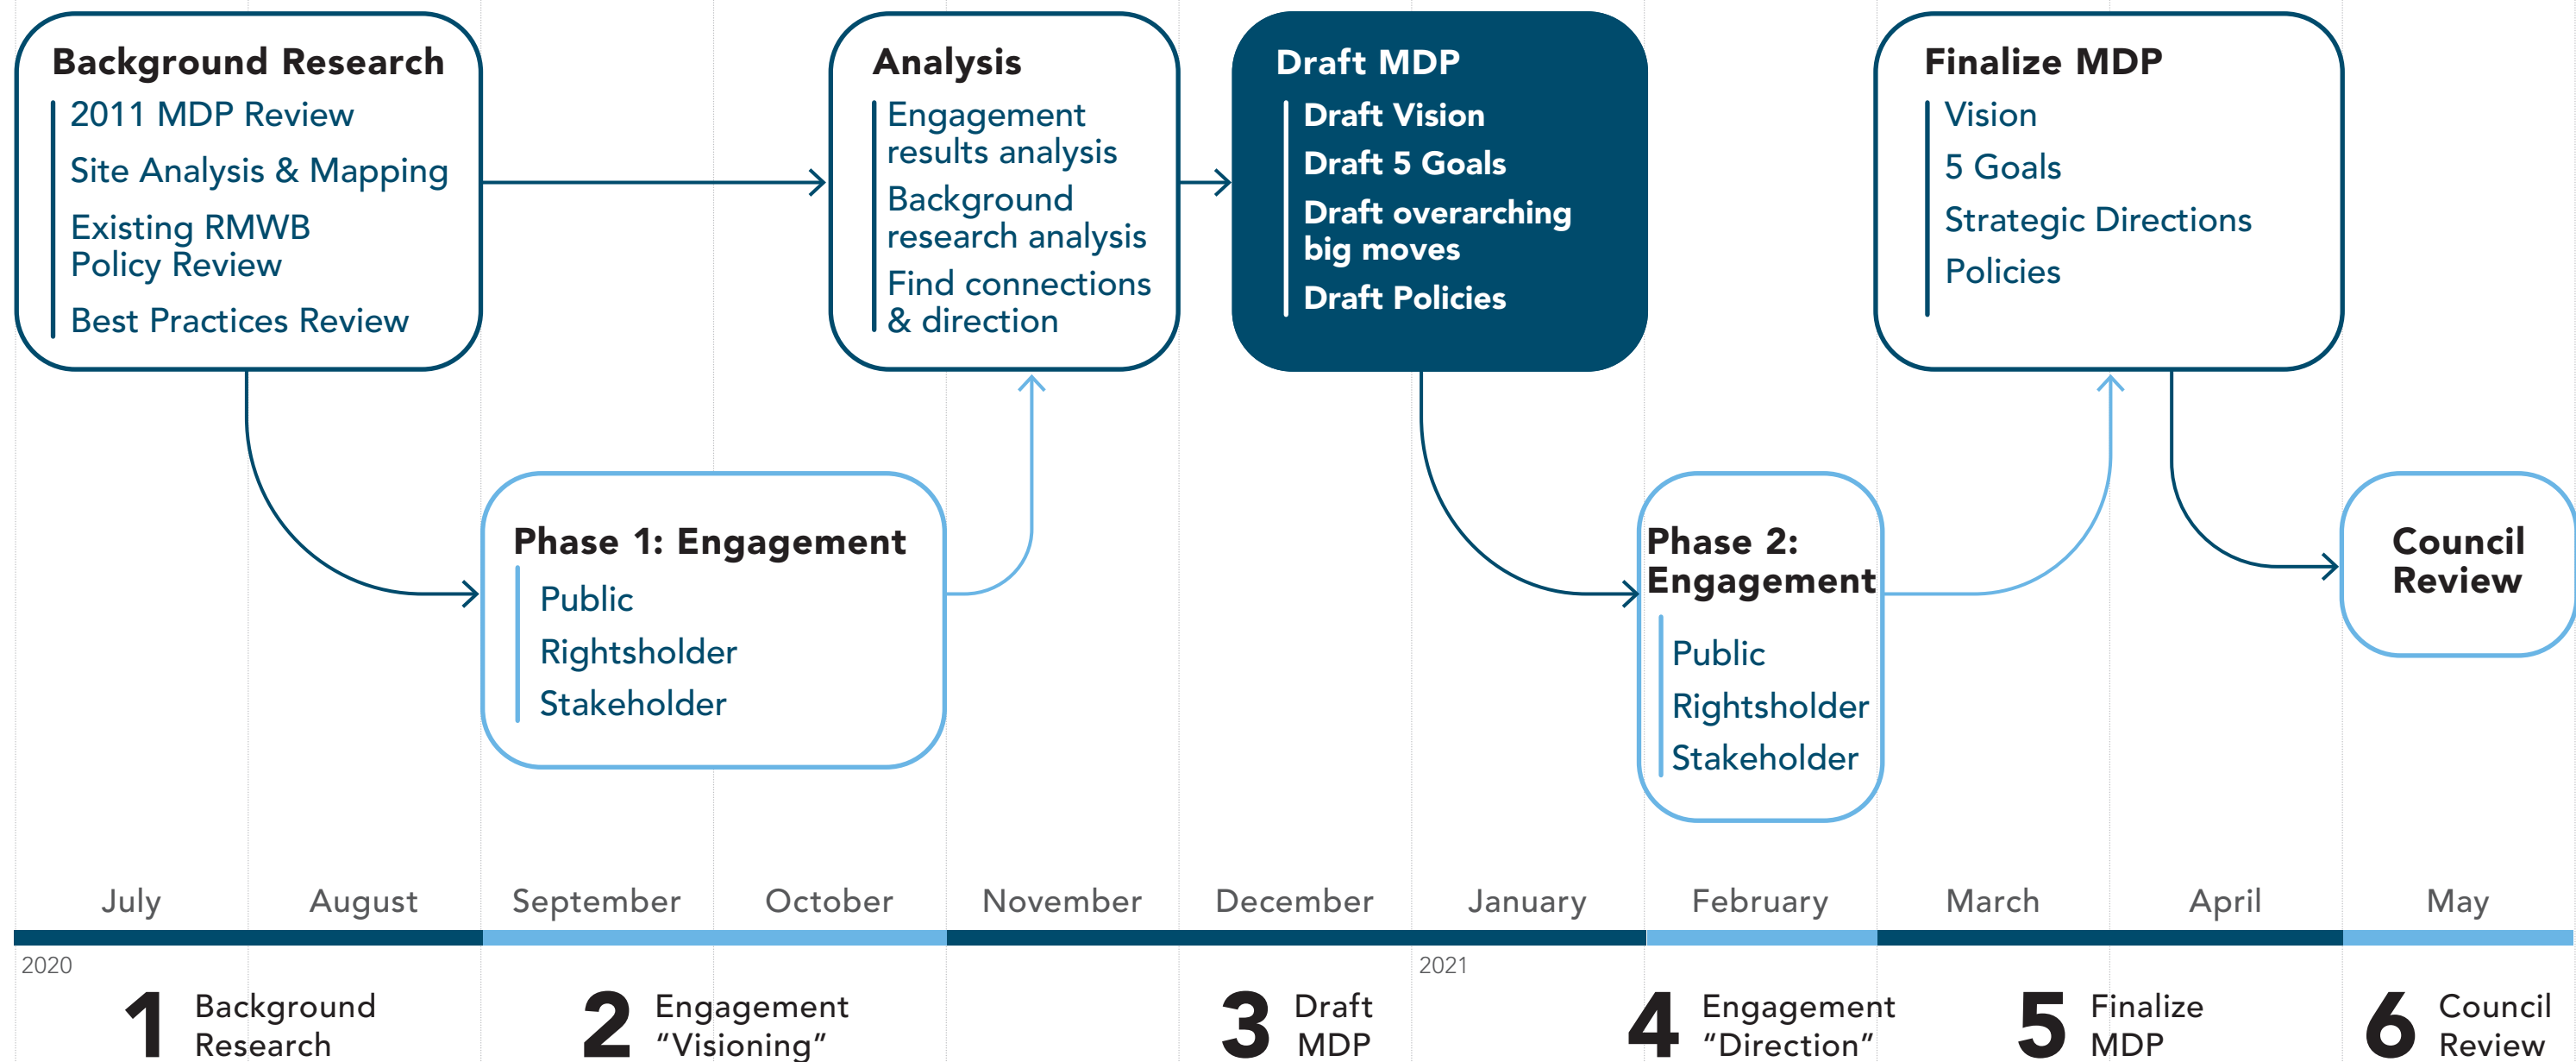 Background Research
2011 MDP Review
Site Analysis & Mapping
Existing RMWB
Policy Review
Best Practices Review
Analysis
Engagement
results analysis
Background
research analysis
Find connections
& direction
Draft MDP
Draft Vision
Draft 5 Goals
Draft overarching
big moves
Draft Policies
Finalize MDP
Vision
5 Goals
Strategic Directions
Policies
Phase 1: Engagement
Public
Rightsholder
Stakeholder
Phase 2:
Engagement
Public
Rightsholder
Stakeholder
Council
Review
July
August
September
October
November
December
January
February
March
April
May
2020
2021
1
Background
Research
2
Engagement
“Visioning”
3
Draft
MDP
4
Engagement
“Direction”
5
Finalize
MDP
6
Council
Review